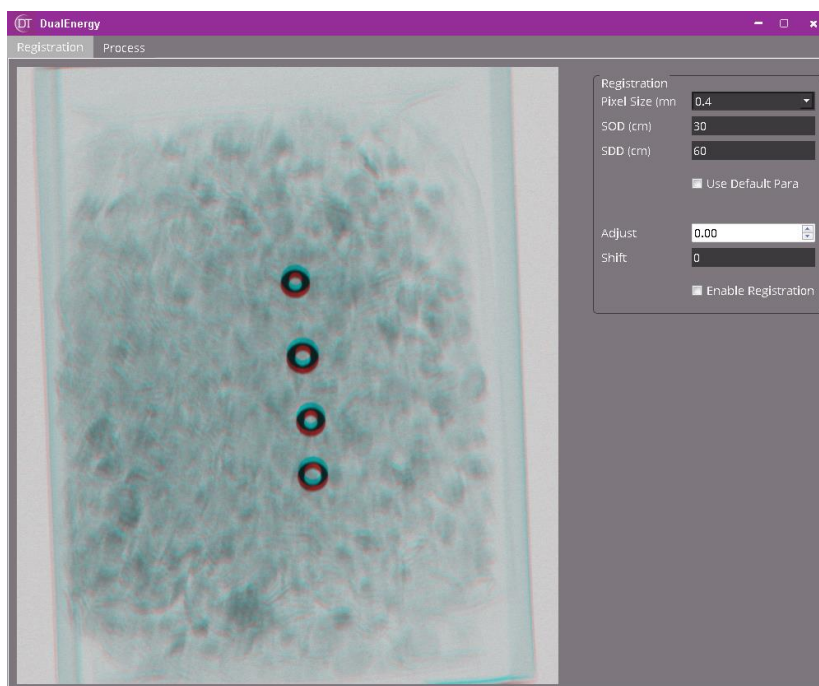 DT DualEnergy
Registration Process
Registration
Pixel Size (mn 0.4
SOD (cm) 30
SDD (cm) 60
Use Default Para
Adjust 0.00
Shift 0
Enable Registration